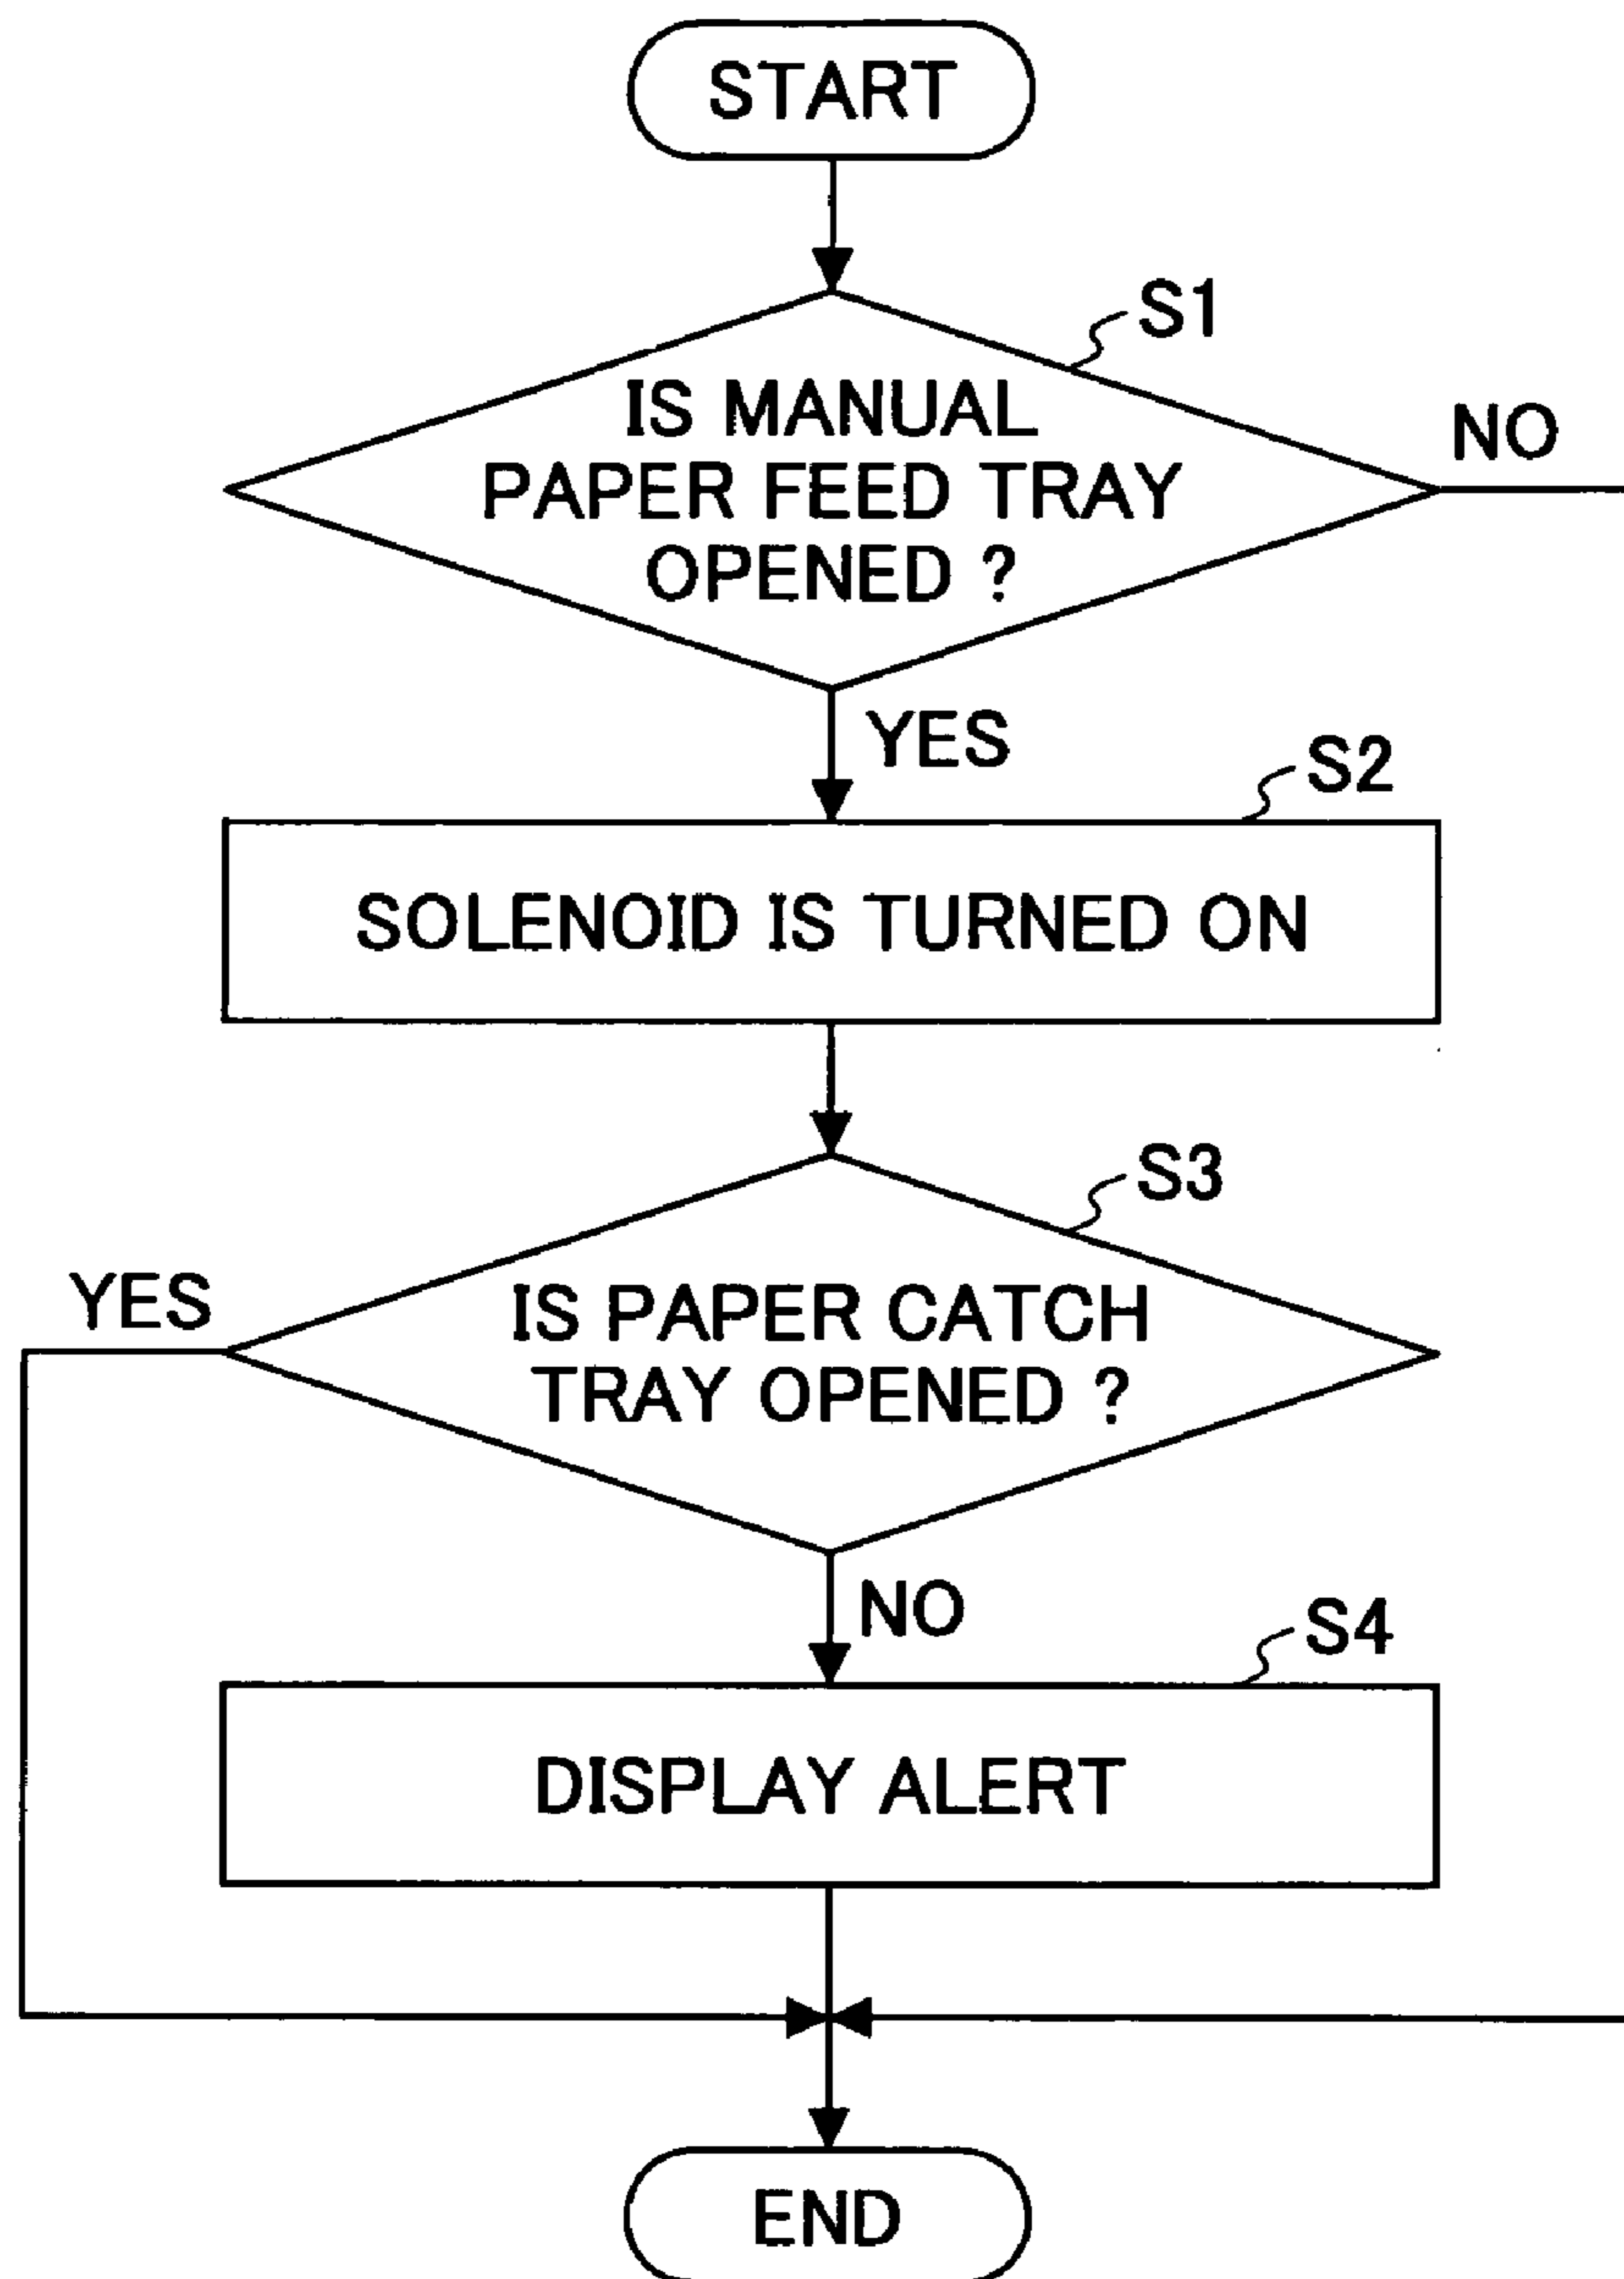 START
S1
IS MANUAL
PAPER FEED TRAY
OPENED ?
NO
YES
S2
SOLENOID IS TURNED ON
S3
IS PAPER CATCH
TRAY OPENED ?
YES
NO
S4
DISPLAY ALERT
END